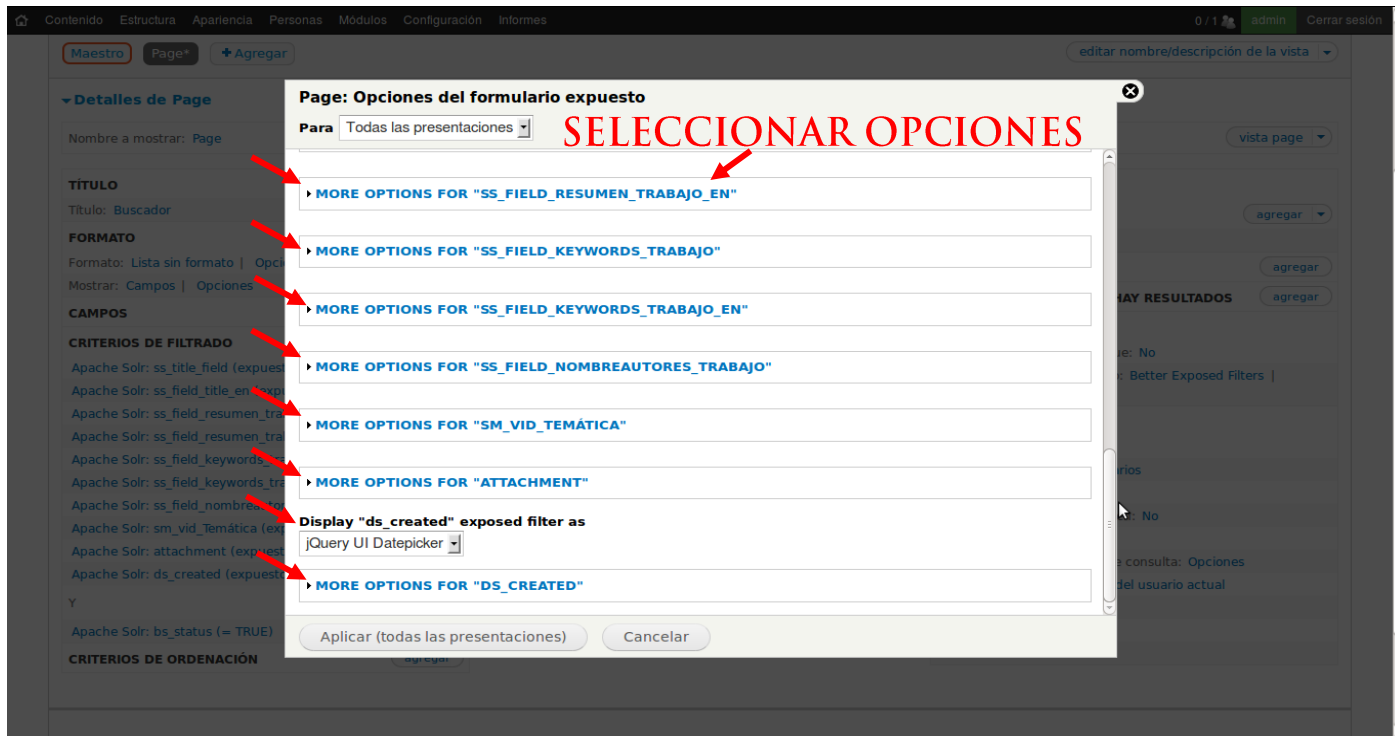 Contenido Estructura Apariencia Personas Módulos Configuración Informes 0 / 1 admin Cerrar sesión
Maestro Page* Agregar editar nombre/descripción de la vista
Detalles de Page
Page: Opciones del formulario expuesto
Para Todas las presentaciones
SELECCIONAR OPCIONES
Nombre a mostrar: Page
vista page
MORE OPTIONS FOR "SS_FIELD_RESUMEN_TRABAJO_EN"
MORE OPTIONS FOR "SS_FIELD_KEYWORDS_TRABAJO"
MORE OPTIONS FOR "SS_FIELD_KEYWORDS_TRABAJO_EN"
MORE OPTIONS FOR "SS_FIELD_NOMBREAUTORES_TRABAJO"
MORE OPTIONS FOR "SM_VID_TEMÁTICA"
MORE OPTIONS FOR "ATTACHMENT"
Display "ds_created" exposed filter as
jQuery UI Datepicker
MORE OPTIONS FOR "DS_CREATED"
Aplicar (todas las presentaciones) Cancelar
TÍTULO
Título: Buscador
FORMATO
Formato: Lista sin formato |
Mostrar: Campos | Opciones
CAMPOS
CRITERIOS DE FILTRADO
Apache Solr: ss_title_field
Apache Solr: ss_field_title_en
Apache Solr: ss_field_resumen_tra
Apache Solr: ss_field_resumen_tra
Apache Solr: ss_field_keywords
Apache Solr: ss_field_keywords_tra
Apache Solr: ss_field_nombreautor
Apache Solr: sm_vid_Temática
Apache Solr: attachment
Apache Solr: ds_created
Y
Apache Solr: bs_status (= TRUE)
CRITERIOS DE ORDENACIÓN agregar
agregar
agregar
HAY RESULTADOS agregar
No
Better Exposed Filters |
No
consulta: Opciones
del usuario actual